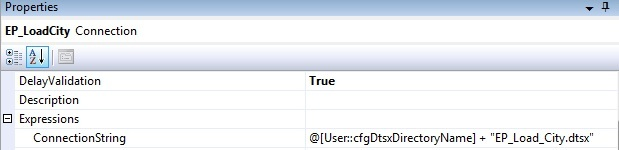 Properties
EP_LoadCity Connection
DelayValidation True
Description
Expressions
ConnectionString @[User::cfgDtsxDirectoryName] + "EP_Load_City.dtsx"